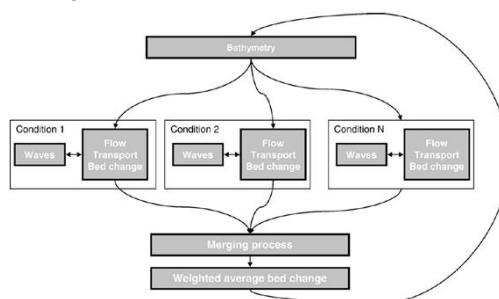 Bathymetry
Condition 1
Waves
Flow
Transport
Bed change
Condition 2
Waves
Flow
Transport
Bed change
Condition N
Waves
Flow
Transport
Bed change
Merging process
Weighted average bed change